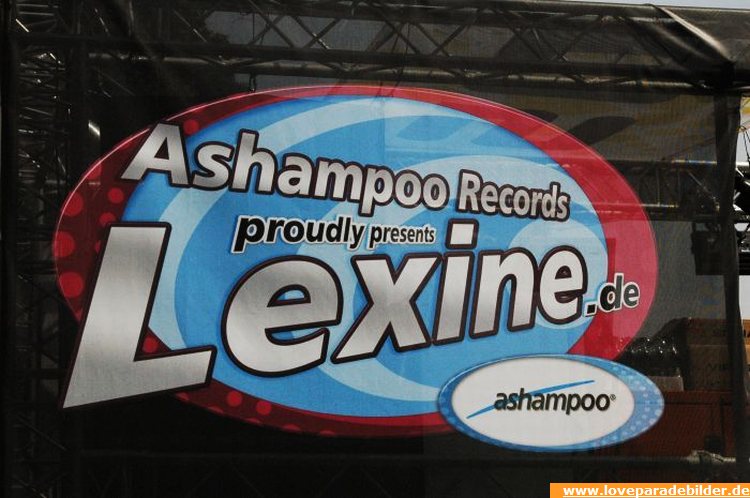 Ashampoo Records
proudly presents
Lexine.de
ashampoo®
www.loveparadebilder.de